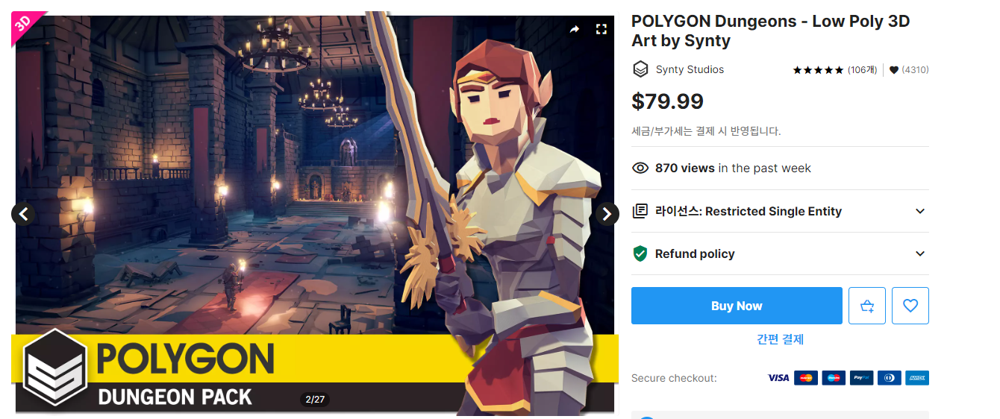 3D
POLYGON
DUNGEON PACK
2/27
POLYGON Dungeons - Low Poly 3D
Art by Synty
Synty Studios
★★★★★ (106개) (4310)
$79.99
세금/부가세는 결제 시 반영됩니다.
870 views in the past week
라이선스: Restricted Single Entity
Refund policy
Buy Now
간편 결제
Secure checkout: VISA PayPal AMEX